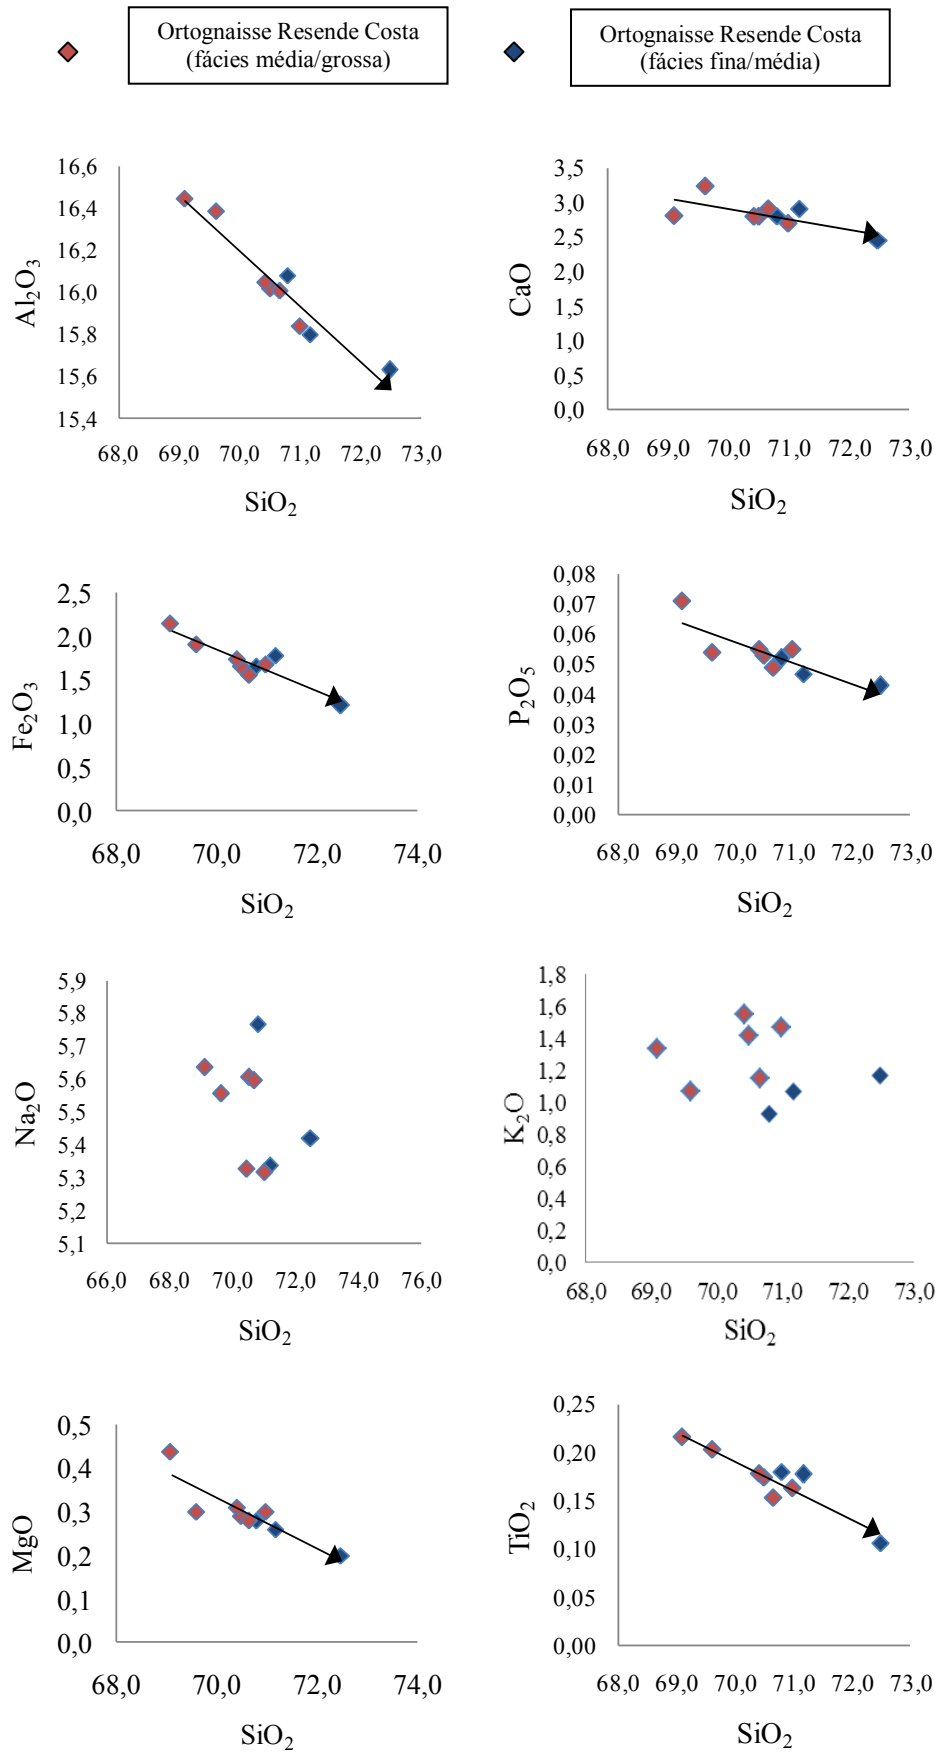 Ortognaisse Resende Costa
(fácies média/grossa)
Ortognaisse Resende Costa
(fácies fina/média)
Al₂O₃
16,6
16,4
16,2
16,0
15,8
15,6
15,4
68,0 69,0 70,0 71,0 72,0 73,0
SiO₂
CaO
3,5
3,0
2,5
2,0
1,5
1,0
0,5
0,0
68,0 69,0 70,0 71,0 72,0 73,0
SiO₂
Fe₂O₃
2,5
2,0
1,5
1,0
0,5
0,0
68,0 70,0 72,0 74,0
SiO₂
P₂O₅
0,08
0,07
0,06
0,05
0,04
0,03
0,02
0,01
0,00
68,0 69,0 70,0 71,0 72,0 73,0
SiO₂
Na₂O
5,9
5,8
5,7
5,6
5,5
5,4
5,3
5,2
5,1
66,0 68,0 70,0 72,0 74,0 76,0
SiO₂
K₂O
1,8
1,6
1,4
1,2
1,0
0,8
0,6
0,4
0,2
0,0
68,0 69,0 70,0 71,0 72,0 73,0
SiO₂
MgO
0,5
0,4
0,3
0,2
0,1
0,0
68,0 70,0 72,0 74,0
SiO₂
TiO₂
0,25
0,20
0,15
0,10
0,05
0,00
68,0 69,0 70,0 71,0 72,0 73,0
SiO₂